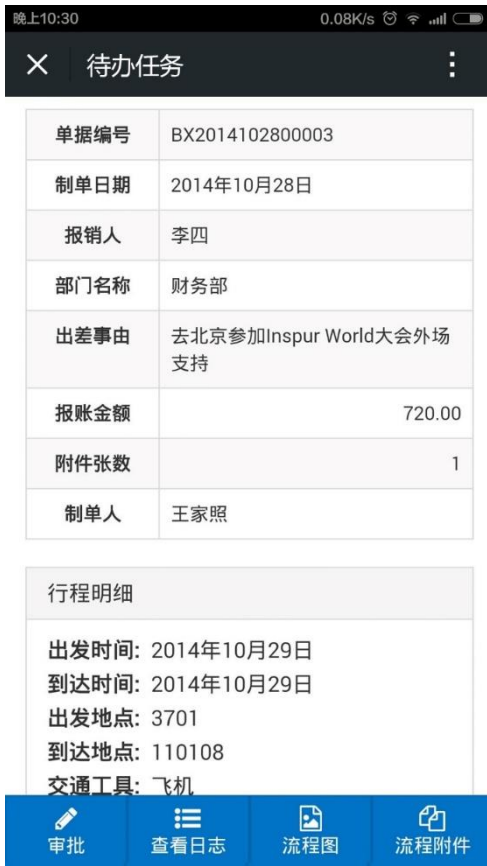 晚上10:30 0.08K/s
待办任务
单据编号 BX2014102800003
制单日期 2014年10月28日
报销人 李四
部门名称 财务部
出差事由 去北京参加Inspur World大会外场
支持
报账金额 720.00
附件张数 1
制单人 王家照
行程明细
出发时间: 2014年10月29日
到达时间: 2014年10月29日
出发地点: 3701
到达地点: 110108
交通工具: 飞机
审批 查看日志 流程图 流程附件